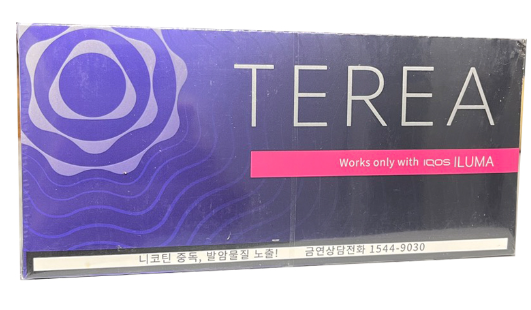 TEREA
Works only with IQOS ILUMA
니코틴 중독, 발암물질 노출! 금연상담전화 1544-9030